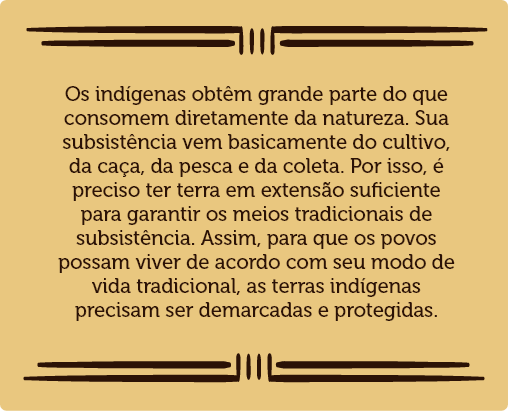 Os indígenas obtêm grande parte do que
consomem diretamente da natureza. Sua
subsistência vem basicamente do cultivo,
da caça, da pesca e da coleta. Por isso, é
preciso ter terra em extensão suficiente
para garantir os meios tradicionais de
subsistência. Assim, para que os povos
possam viver de acordo com seu modo de
vida tradicional, as terras indígenas
precisam ser demarcadas e protegidas.